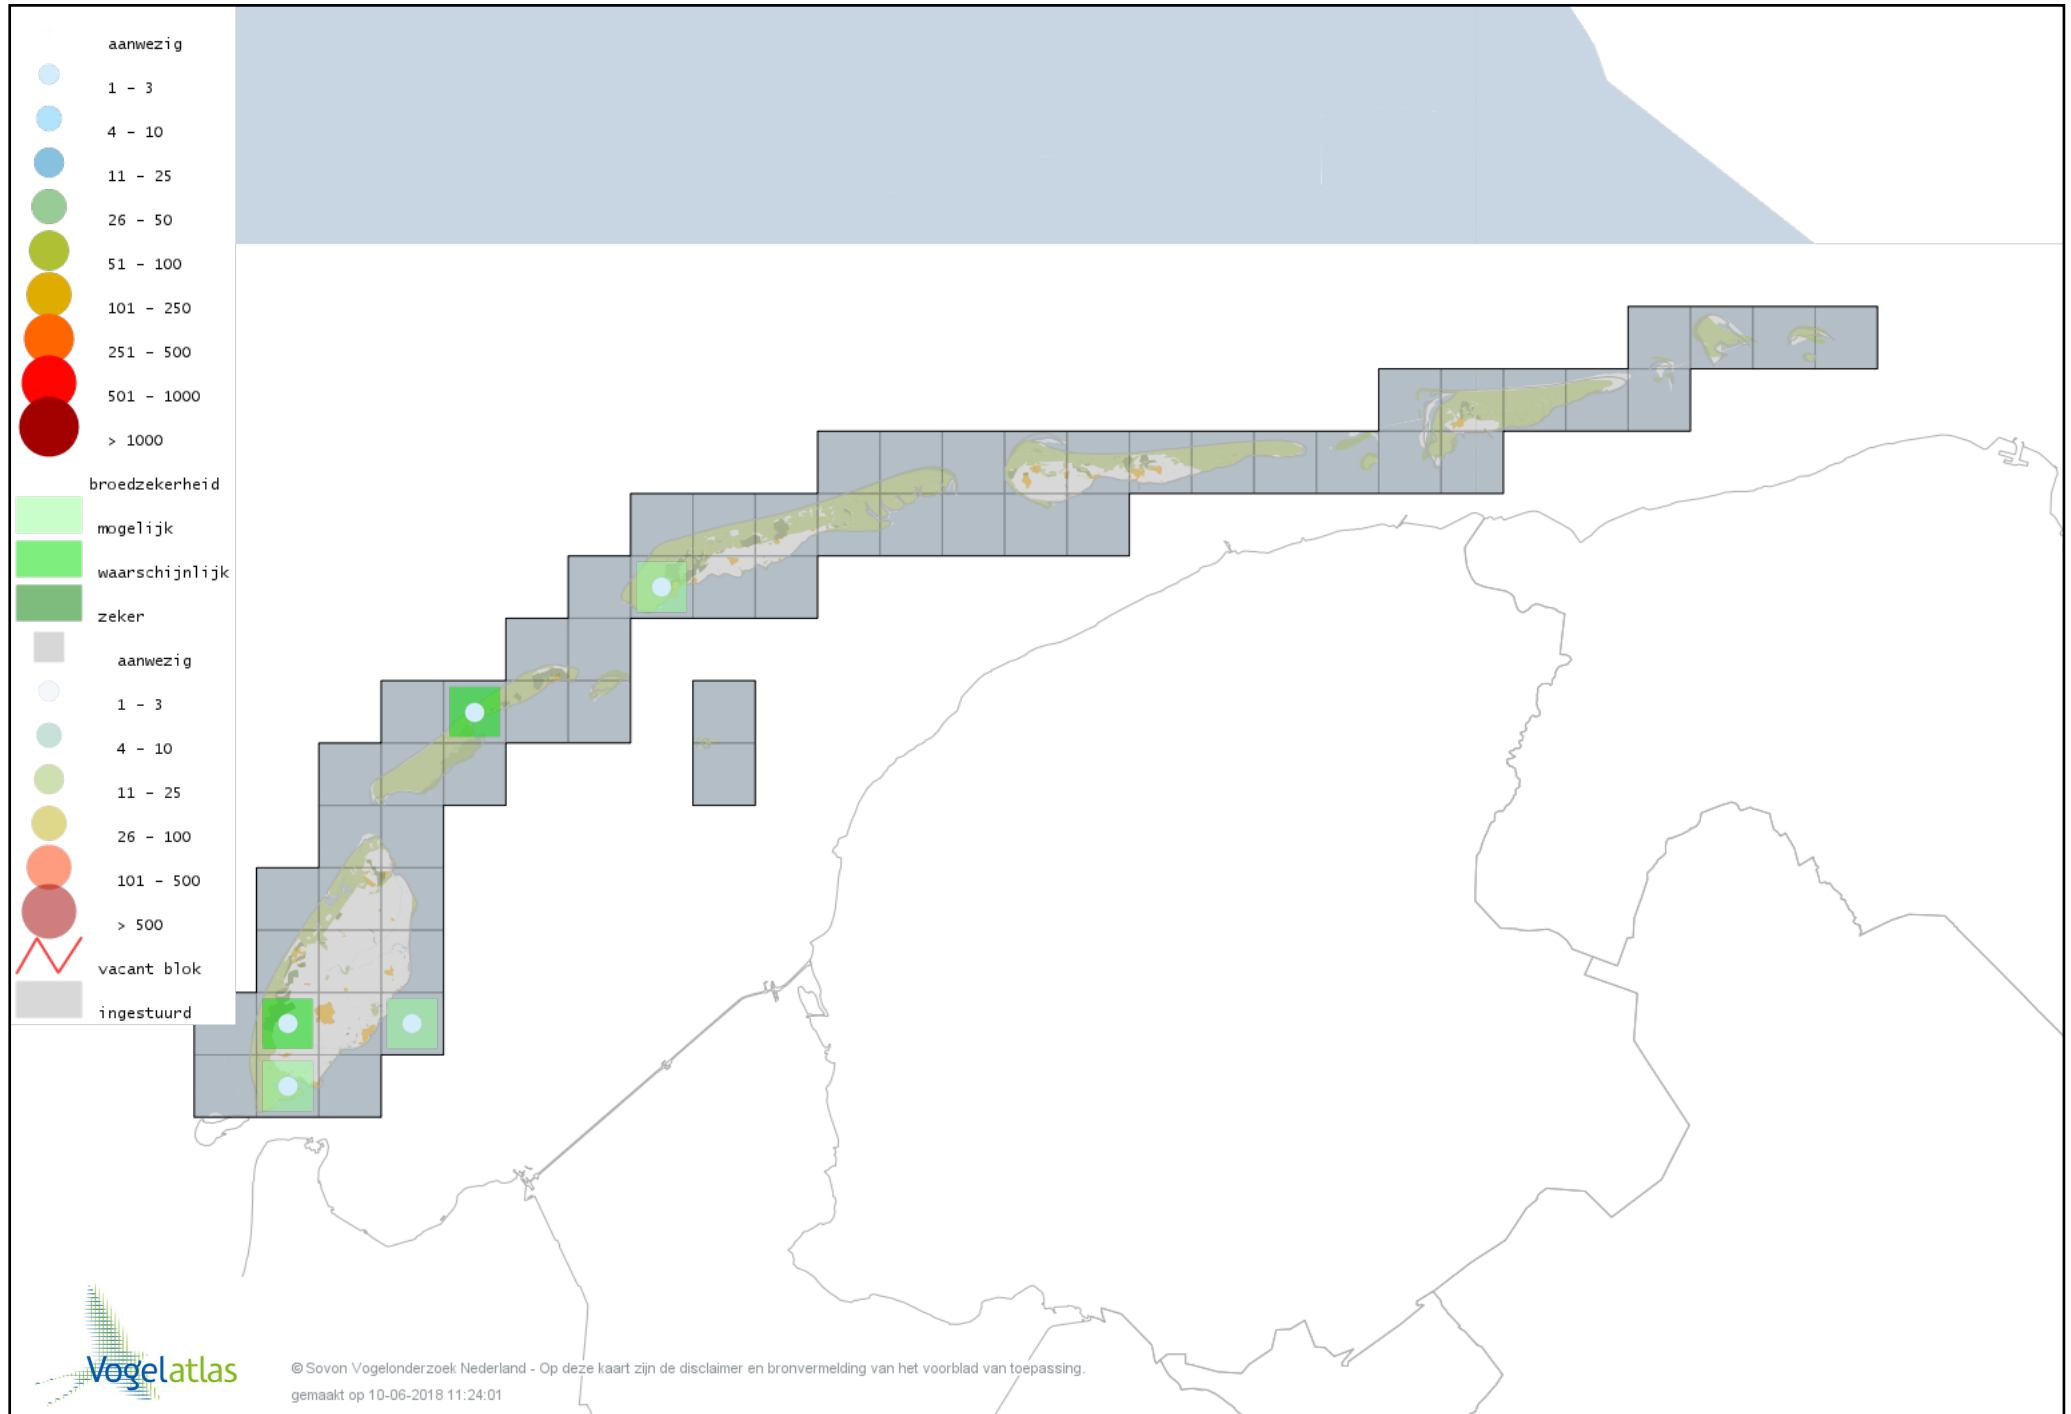 aanwezig
1 - 3
4 - 10
11 - 25
26 - 50
51 - 100
101 - 250
251 - 500
501 - 1000
> 1000
broedzekerheid
mogelijk
waarschijnlijk
zeker
aanwezig
1 - 3
4 - 10
11 - 25
26 - 100
101 - 500
> 500
vacant blok
ingestuurd
Vogelatlas
© Sovon Vogelonderzoek Nederland - Op deze kaart zijn de disclaimer en bronvermelding van het voorblad van toepassing.
gemaakt op 10-06-2018 11:24:01